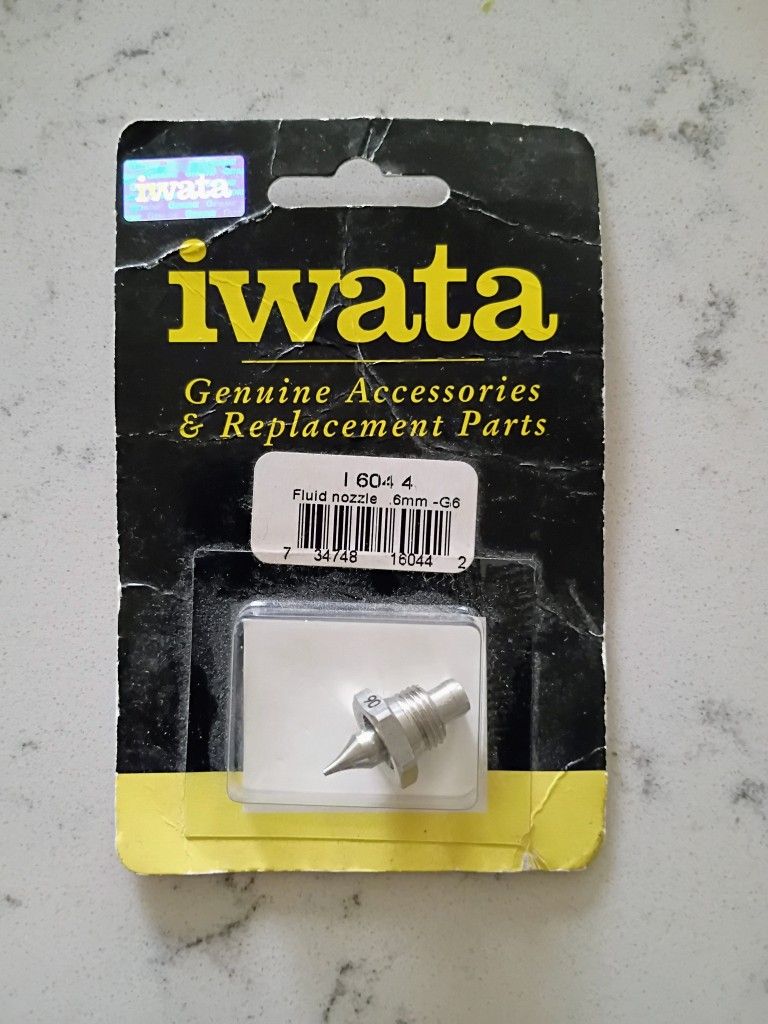 iwata
iwata
Genuine Accessories
& Replacement Parts
I 604 4
Fluid nozzle .6mm -G6
7 34748 16044 2